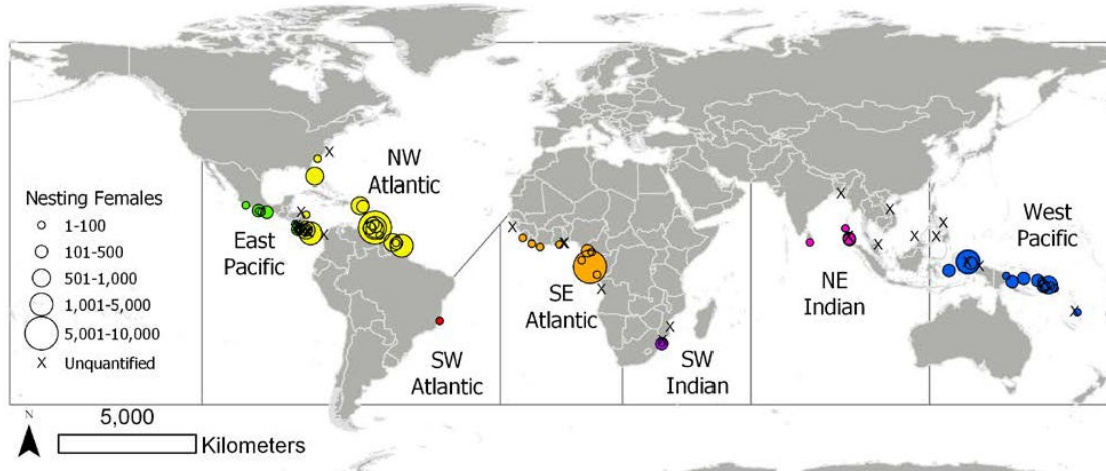 NW
Atlantic
Nesting Females
1-100
101-500
501-1,000
1,001-5,000
5,001-10,000
X Unquantified
East
Pacific
SW
Atlantic
SE
Atlantic
SW
Indian
NE
Indian
West
Pacific
N
5,000
Kilometers